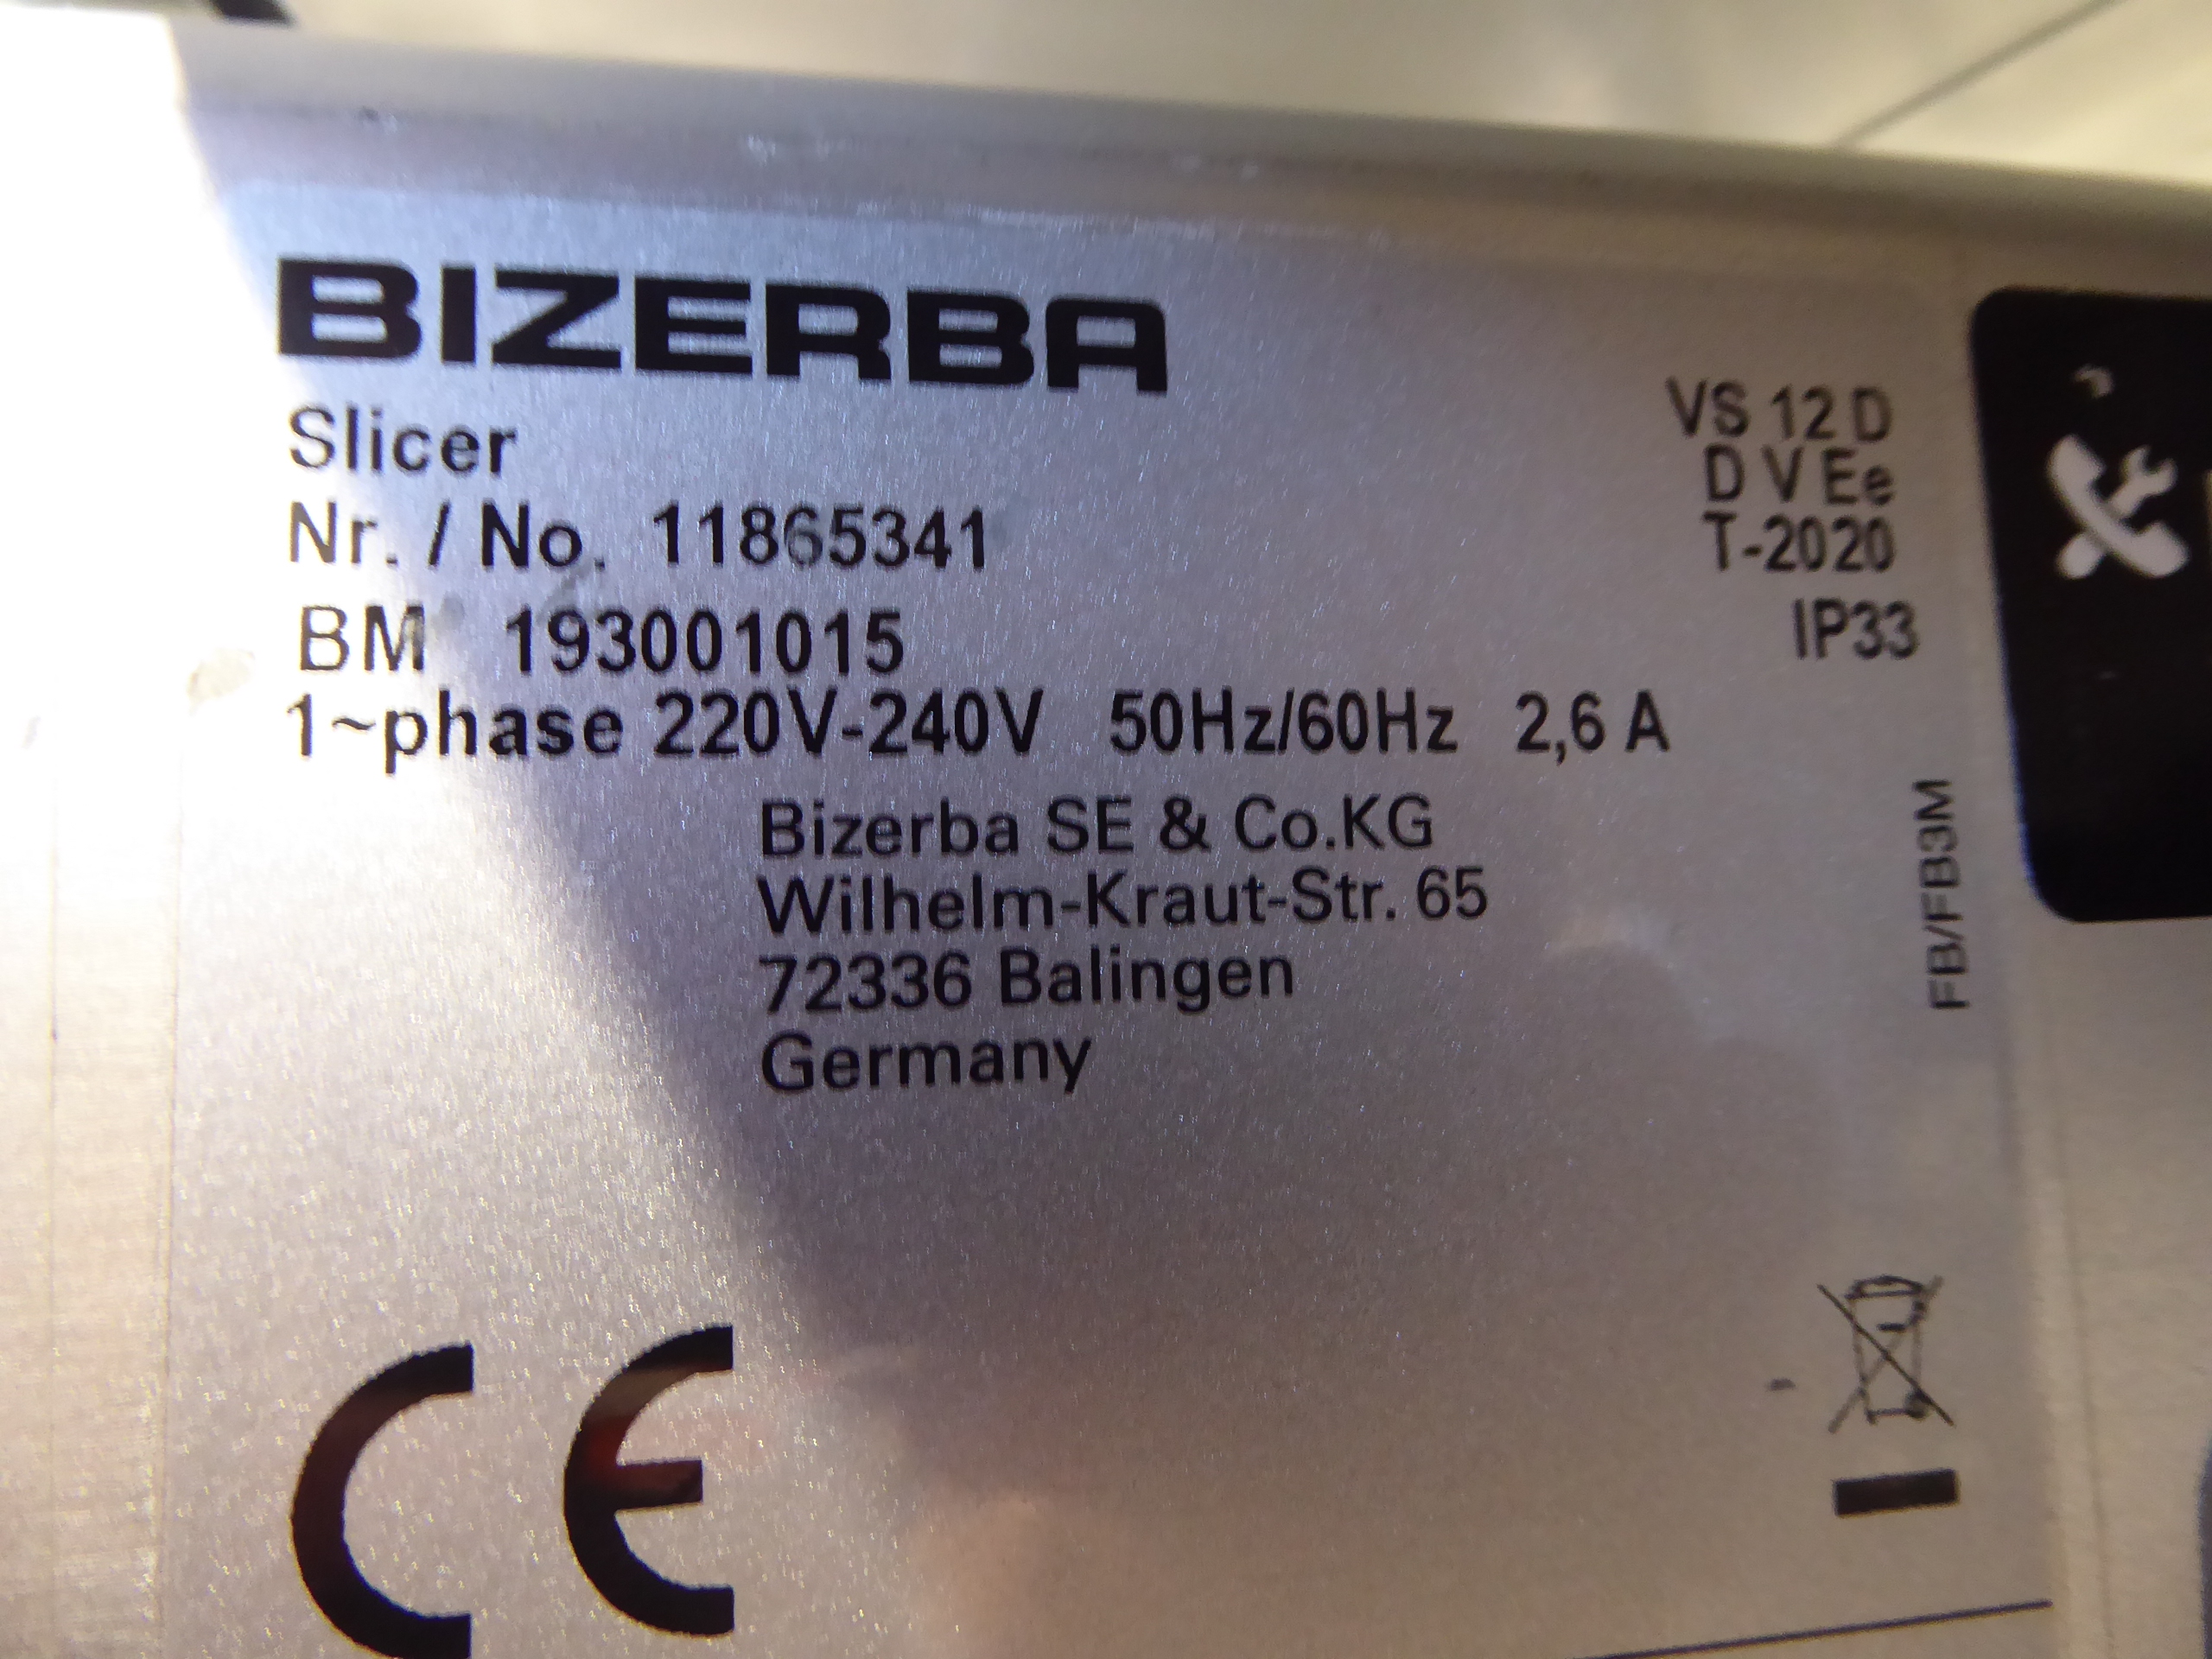 BIZERBA
Slicer
VS 12 D
D V Ee
Nr. / No. 11865341
T-2020
BM 193001015
IP33
1~phase 220V-240V 50Hz/60Hz 2,6 A
Bizerba SE & Co.KG
Wilhelm-Kraut-Str. 65
72336 Balingen
Germany
FB/FB3M
CE